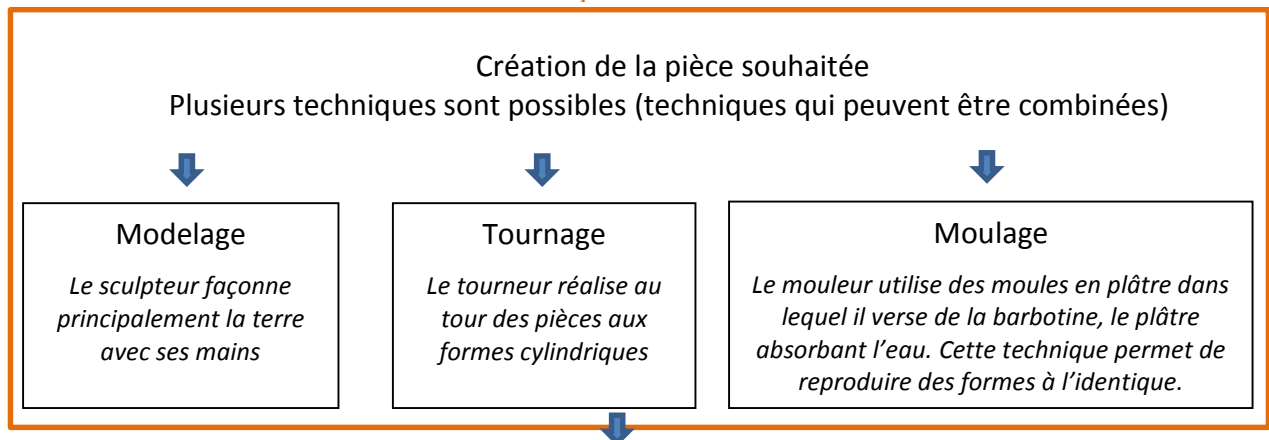 Création de la pièce souhaitée
Plusieurs techniques sont possibles (techniques qui peuvent être combinées)
Modelage
Le sculpteur façonne
principalement la terre
avec ses mains
Tournage
Le tourneur réalise au
tour des pièces aux
formes cylindriques
Moulage
Le mouleur utilise des moules en plâtre dans
lequel il verse de la barbotine, le plâtre
absorbant l’eau. Cette technique permet de
reproduire des formes à l’identique.